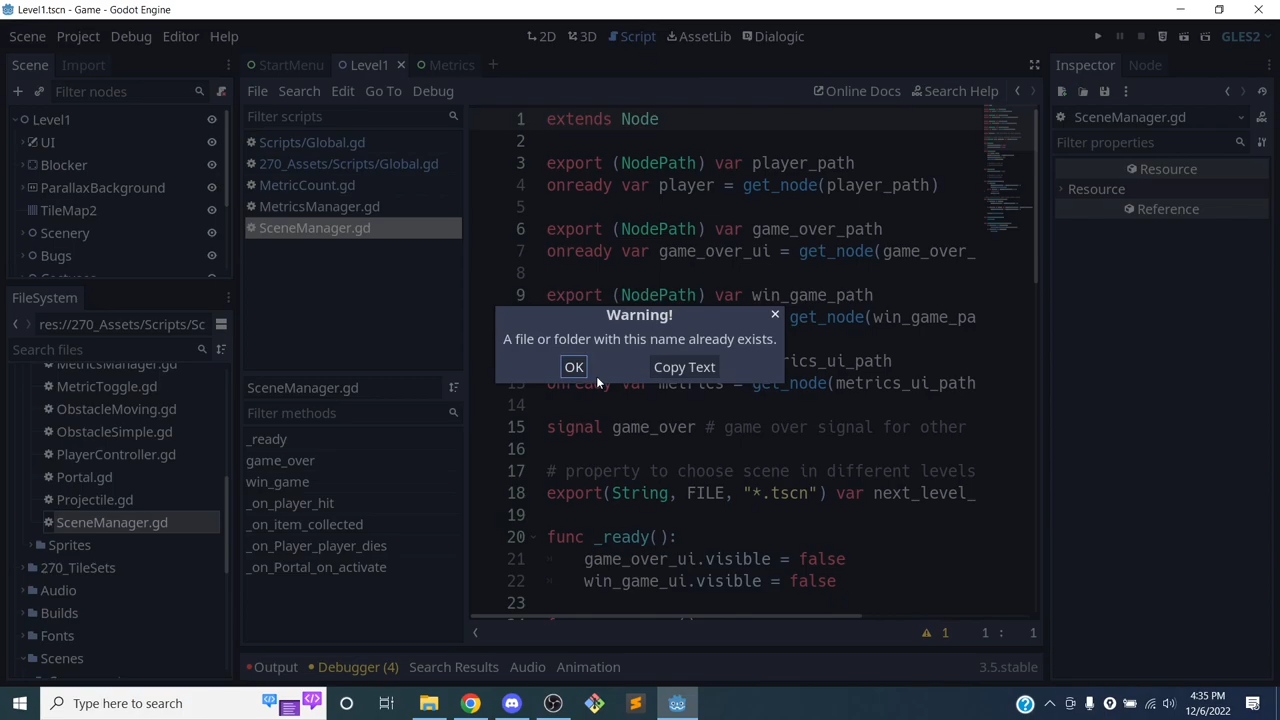 Level1.tscn - Game - Godot Engine
Scene Project Debug Editor Help
2D 3D Script AssetLib Dialogic
GLES2
Scene Import
StartMenu Level1 Metrics
Inspector Node
Filter nodes
File Search Edit Go To Debug
Online Docs Search Help
Level1
UI
Blocker
ParallaxBackground
TileMap2
Scenery
Bugs
FileSystem
res://270_Assets/Scripts/Sc
Search files
MetricsManager.gd
MetricToggle.gd
ObstacleMoving.gd
ObstacleSimple.gd
PlayerController.gd
Portal.gd
Projectile.gd
SceneManager.gd
Sprites
270_TileSets
Audio
Builds
Fonts
Scenes
Filter scripts
Scripts/Global.gd
270_Assets/Scripts/Global.gd
MetricCount.gd
MetricManager.gd
SceneManager.gd
SceneManager.gd
Filter methods
_ready
game_over
win_game
_on_player_hit
_on_item_collected
_on_Player_player_dies
_on_Portal_on_activate
1 extends Node
2
3 export (NodePath) var player_path
4 onready var player = get_node(player_path)
5
6 export (NodePath) var game_over_path
7 onready var game_over_ui = get_node(game_over_
8
9 export (NodePath) var win_game_path
get_node(win_game_pa
etrics_ui_path
13 onready var metrics = get_node(metrics_ui_path
14
15 signal game_over # game over signal for other
16
17 # property to choose scene in different levels
18 export(String, FILE, "*.tscn") var next_level_
19
20 func _ready():
21 game_over_ui.visible = false
22 win_game_ui.visible = false
23
Warning!
A file or folder with this name already exists.
OK Copy Text
1 1 : 1
Output Debugger (4) Search Results Audio Animation
3.5.stable
SceneManager.gd
Filter properties
Resource
Resource
Reference
Type here to search
4:35 PM
12/6/2022